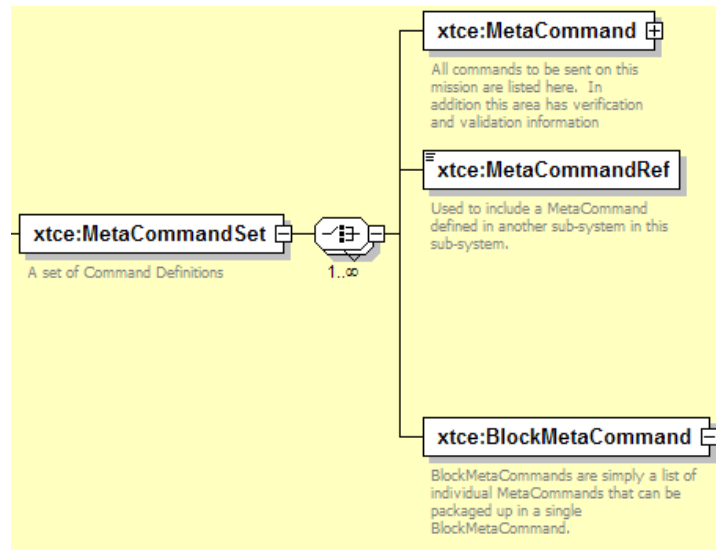 xtce:MetaCommand
All commands to be sent on this
mission are listed here. In
addition this area has verification
and validation information
xtce:MetaCommandRef
Used to include a MetaCommand
defined in another sub-system in this
sub-system.
xtce:MetaCommandSet
A set of Command Definitions
1..∞
xtce:BlockMetaCommand
BlockMetaCommands are simply a list of
individual MetaCommands that can be
packaged up in a single
BlockMetaCommand.